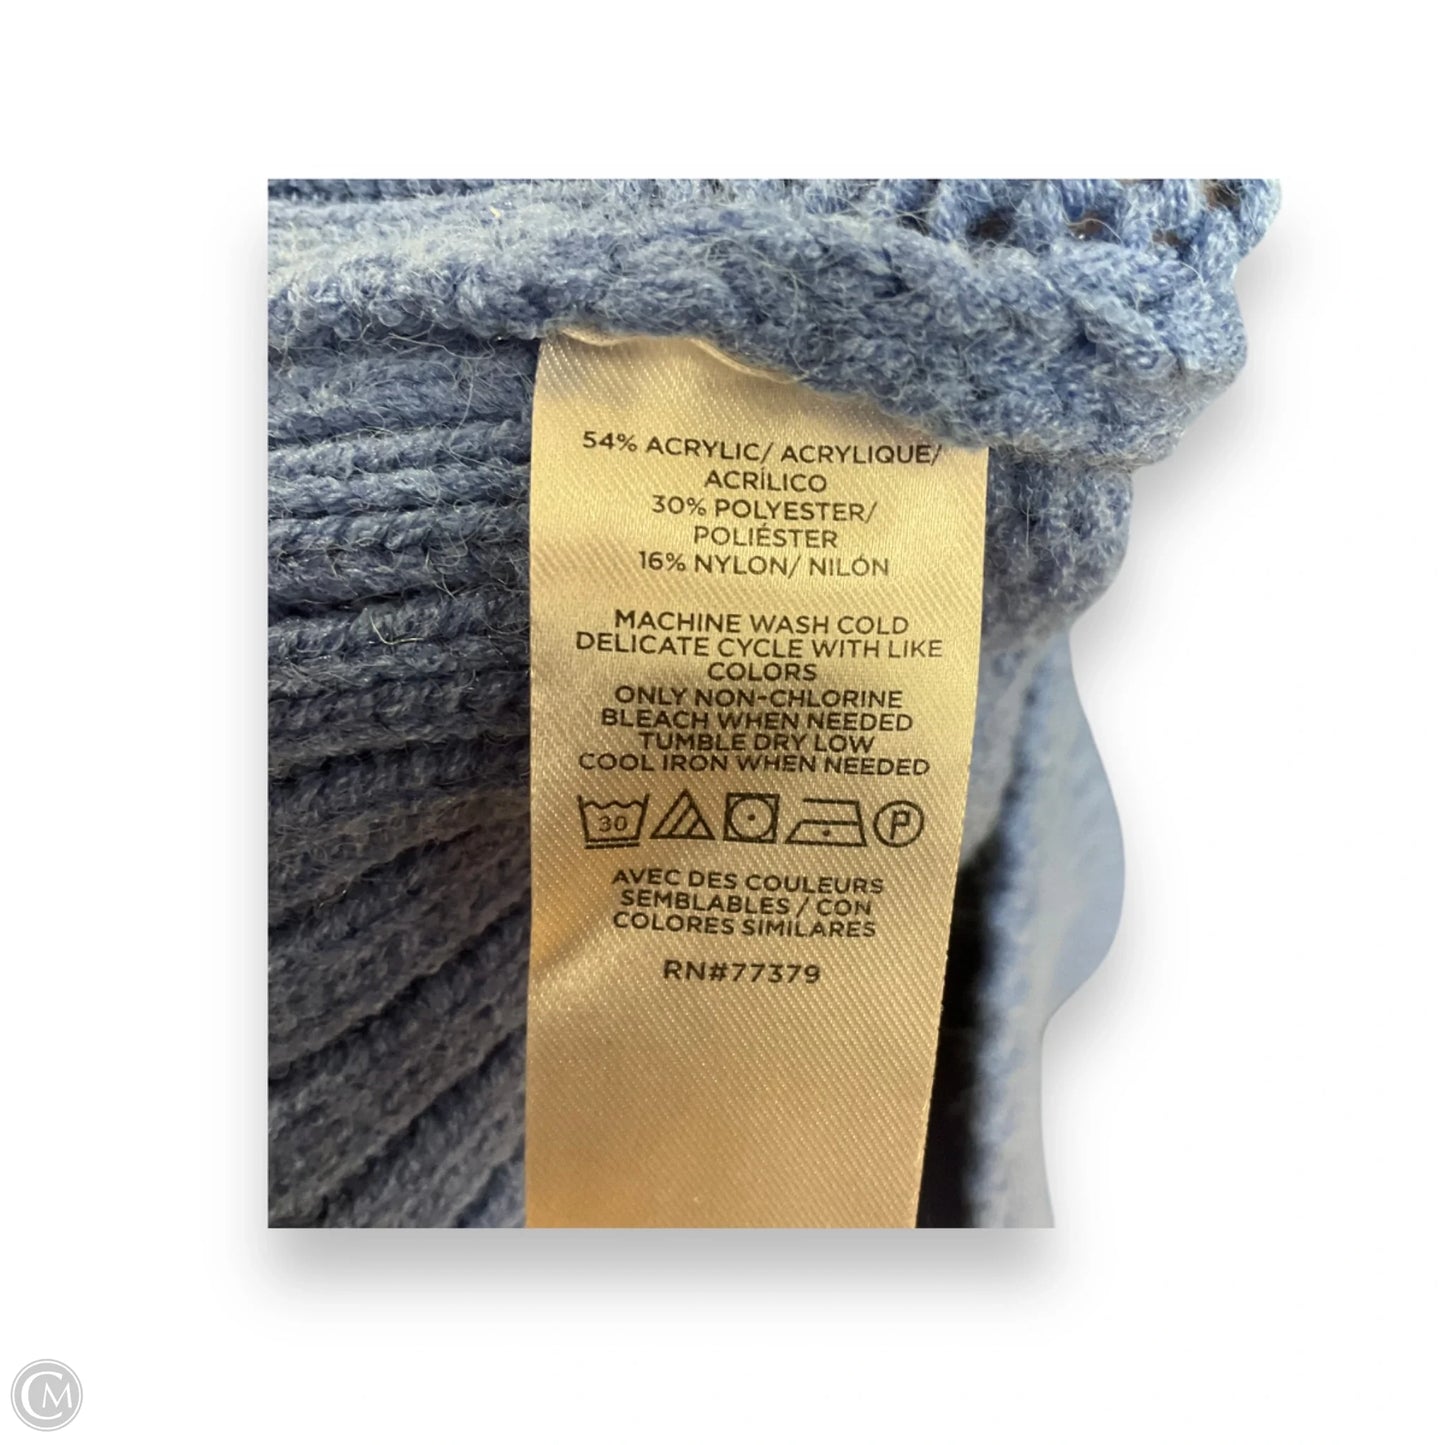 54% ACRYLIC/ ACRYLIQUE/
ACRÍLICO
30% POLYESTER/
POLIÉSTER
16% NYLON/ NILÓN
MACHINE WASH COLD
DELICATE CYCLE WITH LIKE
COLORS
ONLY NON-CHLORINE
BLEACH WHEN NEEDED
TUMBLE DRY LOW
COOL IRON WHEN NEEDED
30 P
AVEC DES COULEURS
SEMBLABLES / CON
COLORES SIMILARES
RN#77379
CM